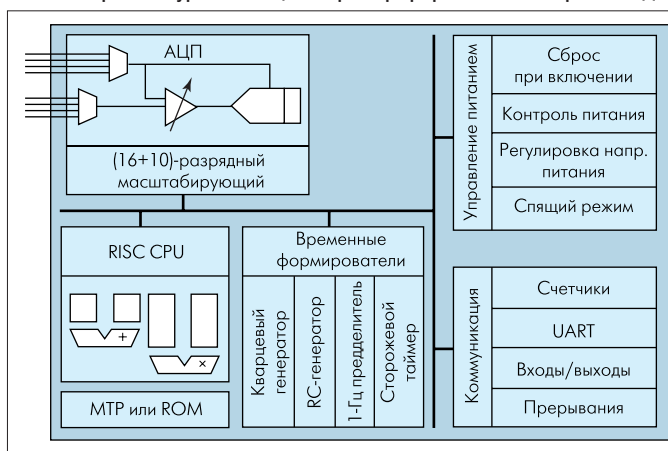 АЦП
(16+10)-разрядный
масштабирующий
RISC CPU
+
×
MTP или ROM
Временные
формирователи
Кварцевый
генератор
RC-генератор
1-Гц предделитель
Сторожевой
таймер
Управление питанием
Сброс
при включении
Контроль питания
Регулировка напр.
питания
Спящий режим
Коммуникация
Счетчики
UART
Входы/выходы
Прерывания